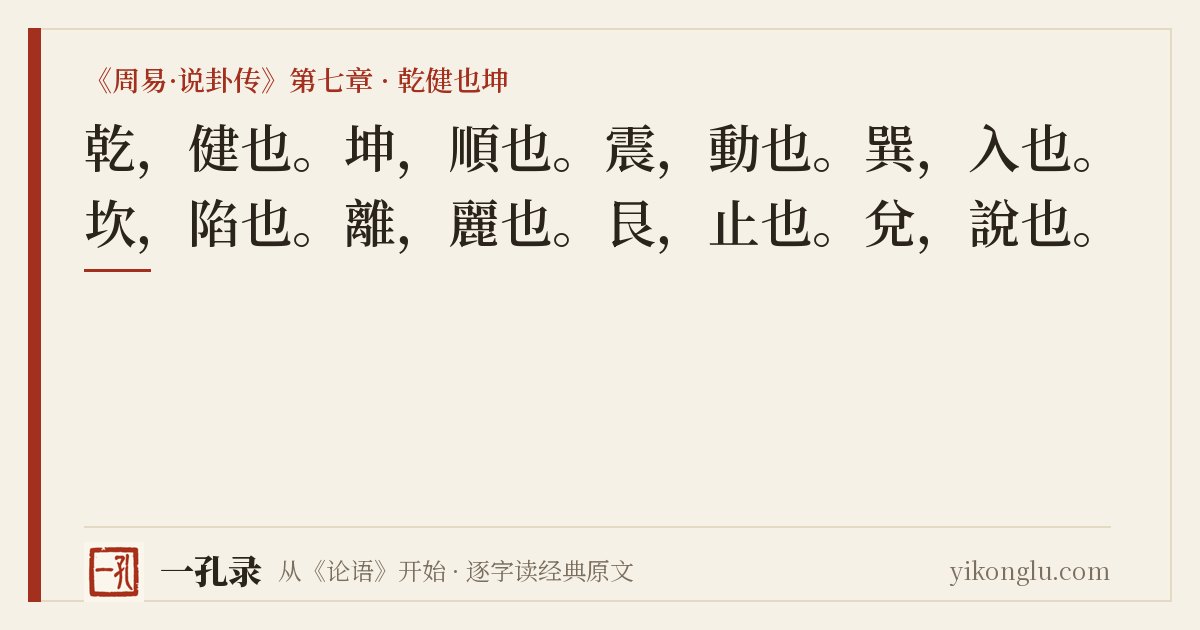 《周易·说卦传》第七章 · 乾健也坤
乾，健也。坤，順也。震，動也。巽，入也。
坎，陷也。離，麗也。艮，止也。兌，說也。
一孔
一孔录 从《论语》开始 · 逐字读经典原文
yikonglu.com